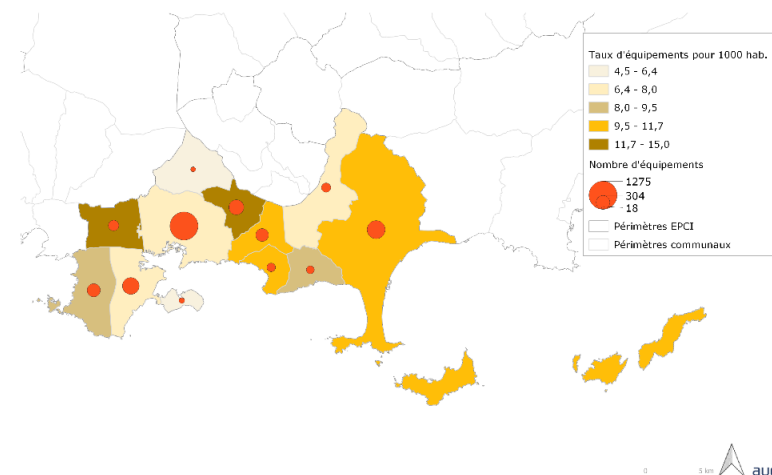 Taux d'équipements pour 1000 hab.
4,5 - 6,4
6,4 - 8,0
8,0 - 9,5
9,5 - 11,7
11,7 - 15,0
Nombre d'équipements
1275
304
18
Périmètres EPCI
Périmètres communaux
0 5 km